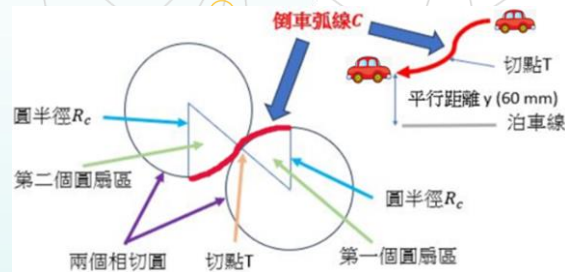 倒車弧線C
切點T
平行距離 y (60 mm)
泊車線
圓半徑R_c
第二個圓扇區
圓半徑R_c
兩個相切圓
切點T
第一個圓扇區